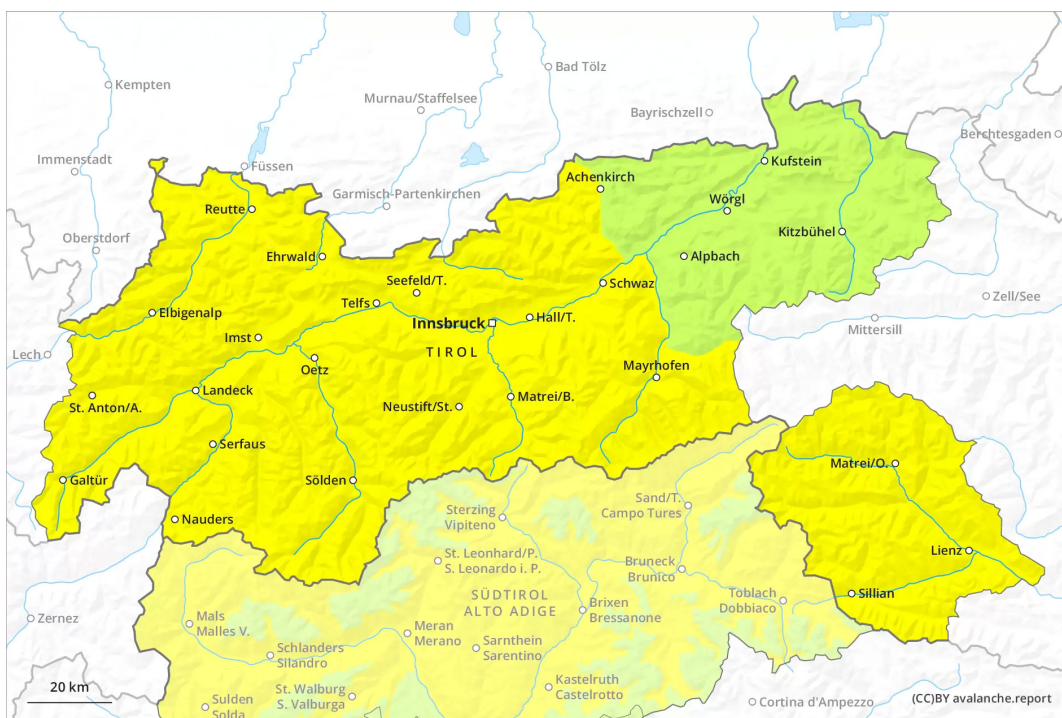 Kempten
Bad Tölz
Murnau/Staffelsee
Bayrischzell
Berchtesgaden
Immenstadt
Füssen
Kufstein
Achenkirch
Garmisch-Partenkirchen
Wörgl
Reutte
Kitzbühel
Oberstdorf
Ehrwald
Alpbach
Seefeld/T.
Schwaz
Zell/See
Telfs
Elbigenalp
Hall/T.
Innsbruck
Mittersill
Imst
Lech
TIROL
Oetz
Mayrhofen
Landeck
St. Anton/A.
Matrei/B.
Neustift/St.
Serfaus
Matrei/O.
Galtür
Sölden
Sand/T.
Campo Tures
Sterzing
Vipiteno
Nauders
Lienz
St. Leonhard/P.
S. Leonardo i. P.
Bruneck
Brunico
SÜDTIROL
ALTO ADIGE
Sillian
Toblach
Dobbiaco
Brixen
Bressanone
Zernez
Mals
Malles V.
Meran
Merano
Sarnthein
Sarentino
Schlanders
Silandro
20 km
Kastelruth
Castelrotto
St. Walburg
S. Valburga
Sulden
Solda
Cortina d'Ampezzo
(CC)BY avalanche.report